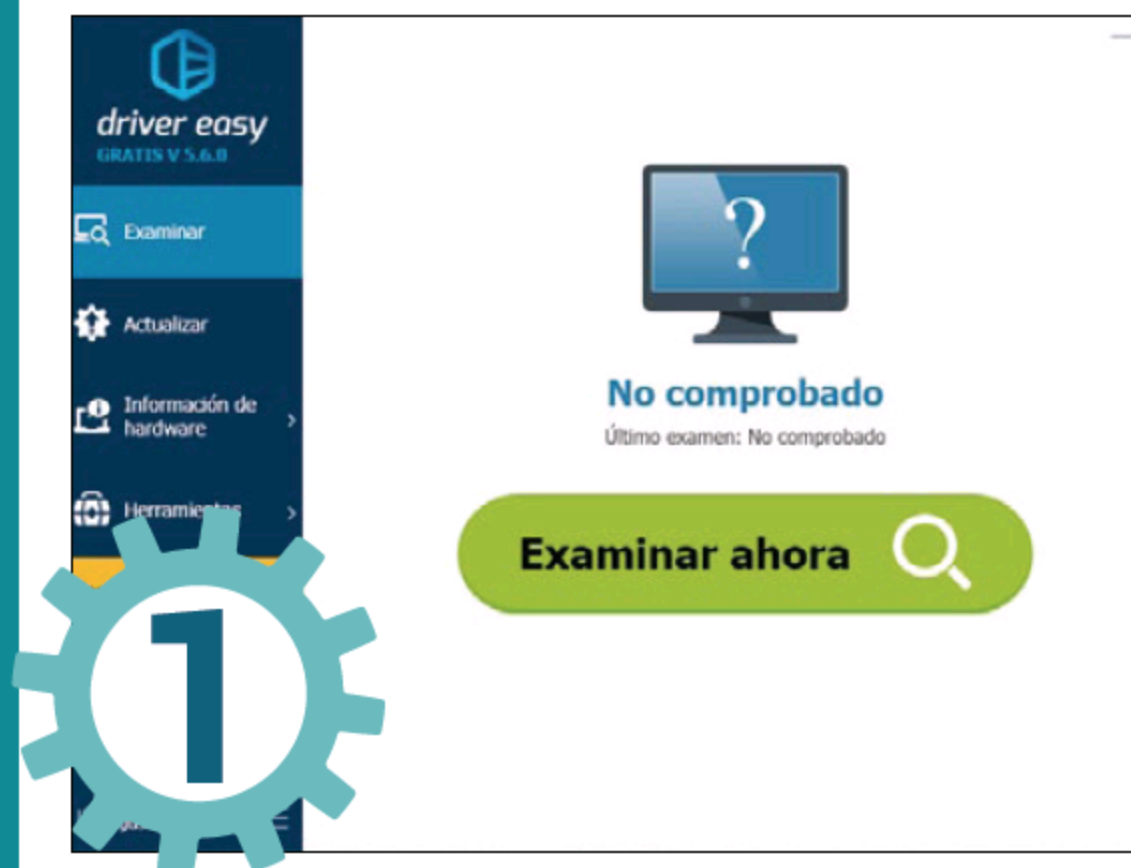 driver easy
GRATIS V 5.6.0
Examinar
Actualizar
Información de
hardware
Herramientas
?
No comprobado
Último examen: No comprobado
Examinar ahora
1